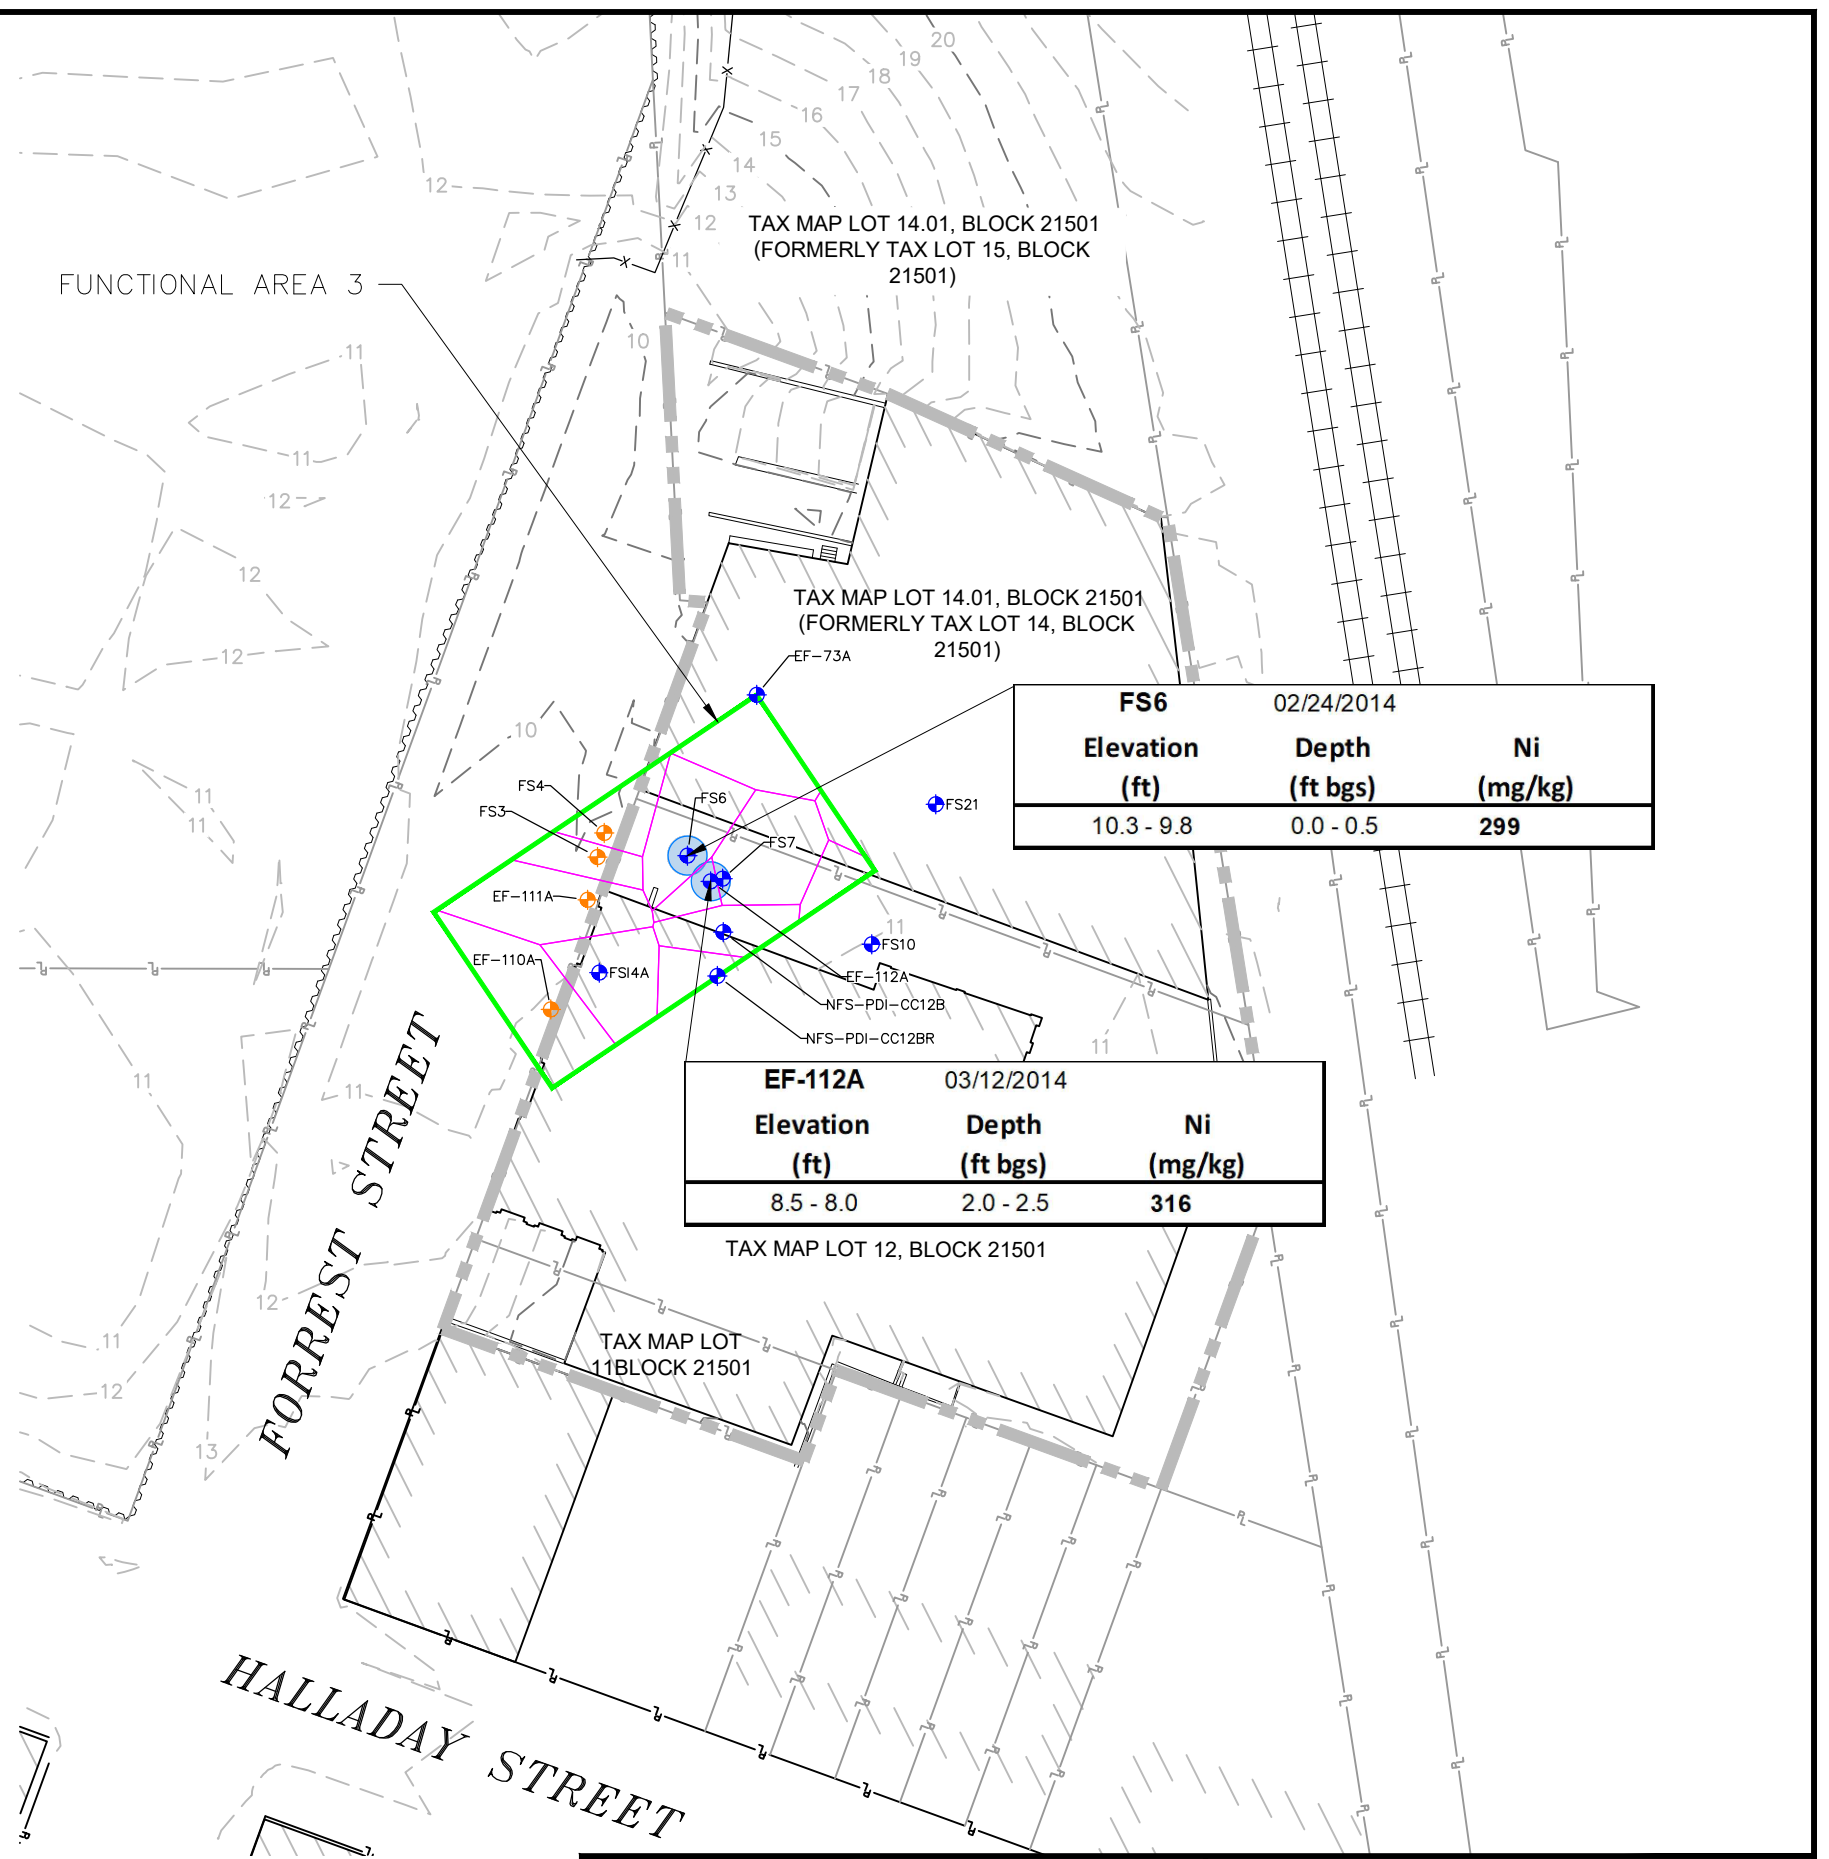 20
19
18
17
16
15
14
13
12
12
11
TAX MAP LOT 14.01, BLOCK 21501
(FORMERLY TAX LOT 15, BLOCK
21501)
FUNCTIONAL AREA 3
10
11
11
12
12
12
TAX MAP LOT 14.01, BLOCK 21501
(FORMERLY TAX LOT 14, BLOCK
21501)
EF-73A
10
11
11
FS4
FS3
FS6
FS7
FS21
EF-111A
EF-110A
FS14A
11
FS10
EF-112A
NFS-PDI-CC12B
NFS-PDI-CC12BR
11
FS6 02/24/2014
Elevation Depth Ni
(ft) (ft bgs) (mg/kg)
10.3 - 9.8 0.0 - 0.5 299
EF-112A 03/12/2014
Elevation Depth Ni
(ft) (ft bgs) (mg/kg)
8.5 - 8.0 2.0 - 2.5 316
11
11
12
11
12
13
TAX MAP LOT 12, BLOCK 21501
TAX MAP LOT
11BLOCK 21501
FORREST STREET
HALLADAY STREET